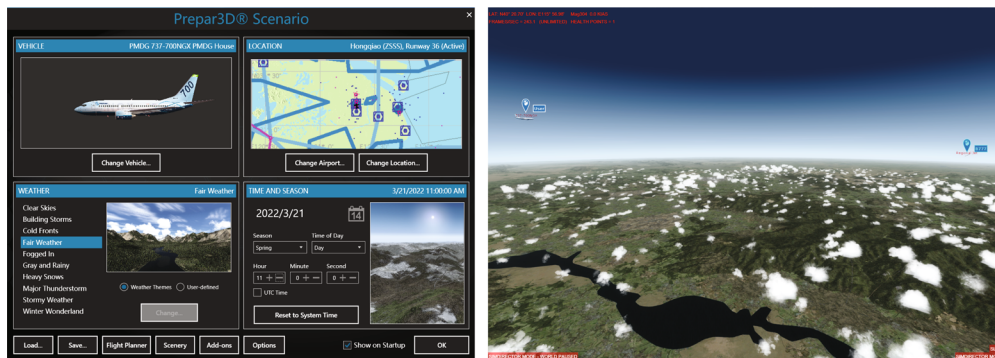 Prepar3D® Scenario
×
VEHICLE PMDG 737-700NGX PMDG House
700
Change Vehicle...
LOCATION Hongqiao (ZSSS), Runway 36 (Active)
Change Airport... Change Location...
WEATHER Fair Weather
Clear Skies
Building Storms
Cold Fronts
Fair Weather
Fogged In
Gray and Rainy
Heavy Snows
Major Thunderstorm
Stormy Weather
Winter Wonderland
Weather Themes User-defined
Change...
TIME AND SEASON 3/21/2022 11:00:00 AM
2022/3/21
14
Season Time of Day
Spring Day
Hour Minute Second
11 + − 0 + − 0 + −
UTC Time
Reset to System Time
Load... Save... Flight Planner Scenery Add-ons Options Show on Startup OK
SIMDIRECTOR MODE - WORLD PAUSED